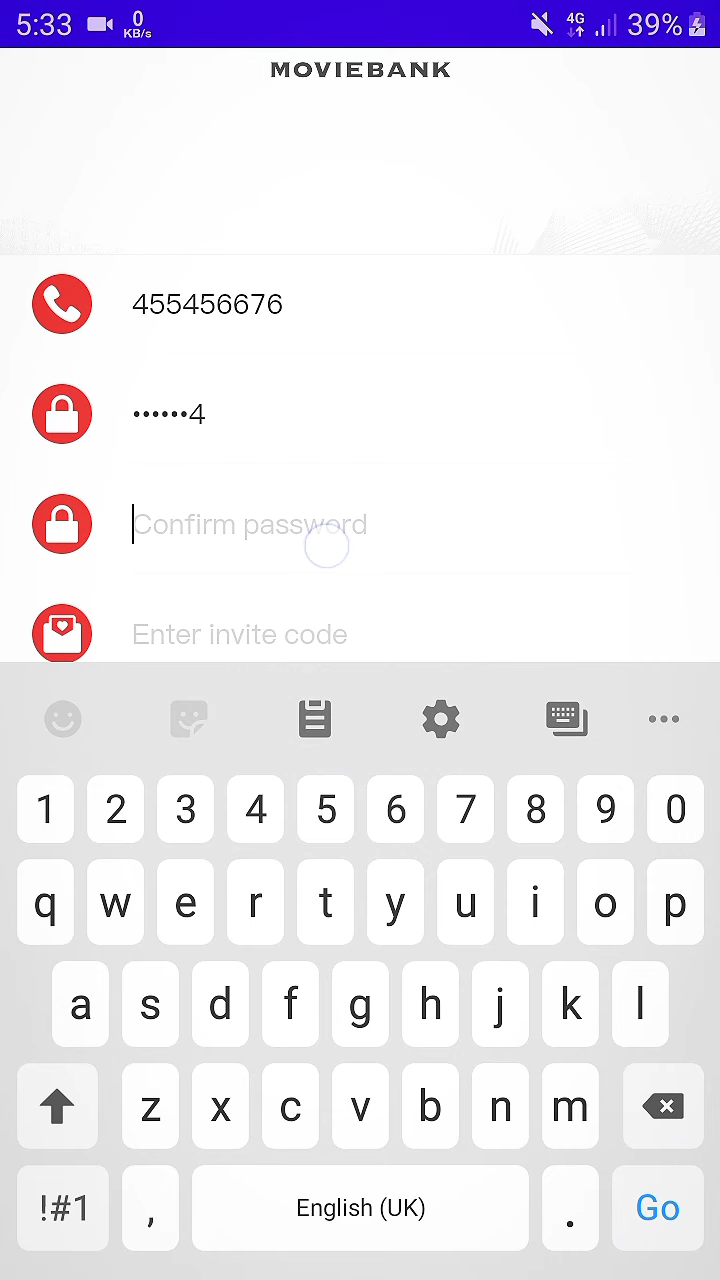 5:33 0 KB/s 4G 39%
MOVIEBANK
455456676
••••••4
Confirm password
Enter invite code
1 2 3 4 5 6 7 8 9 0
q w e r t y u i o p
a s d f g h j k l
z x c v b n m
!#1 , English (UK) . Go